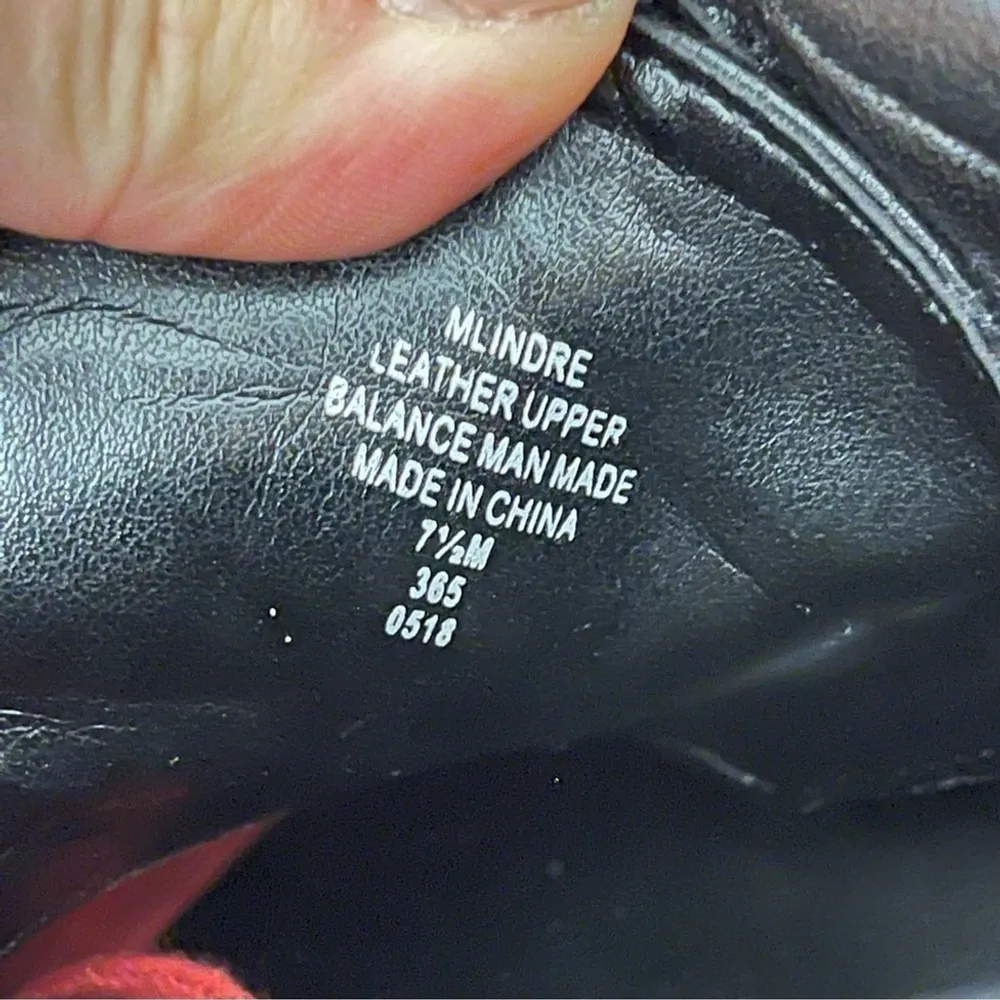 MLINDRE
LEATHER UPPER
BALANCE MAN MADE
MADE IN CHINA
7½M
365
0518